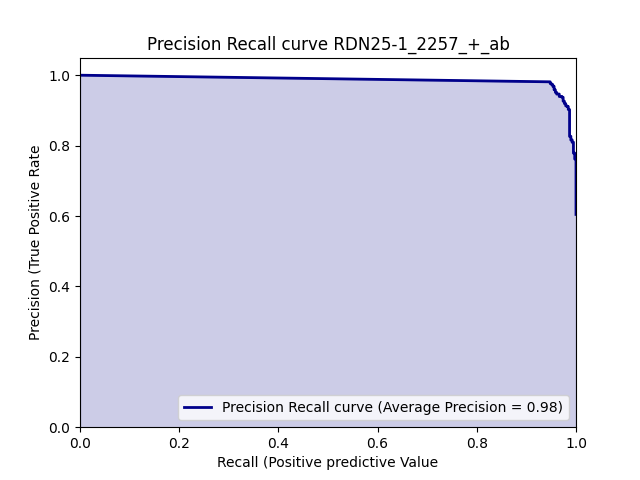 Precision Recall curve RDN25-1_2257_+_ab
Precision (True Positive Rate
1.0
0.8
0.6
0.4
0.2
0.0
Precision Recall curve (Average Precision = 0.98)
0.0 0.2 0.4 0.6 0.8 1.0
Recall (Positive predictive Value